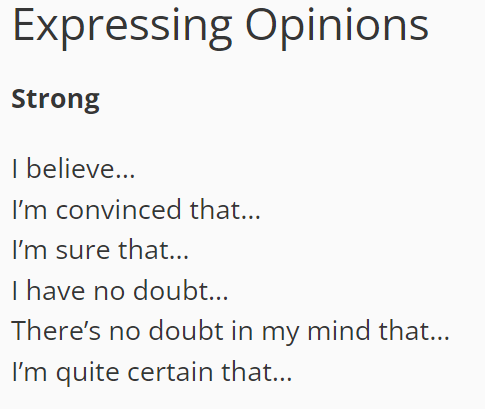 Expressing Opinions
Strong
I believe...
I’m convinced that...
I’m sure that...
I have no doubt...
There’s no doubt in my mind that...
I’m quite certain that...